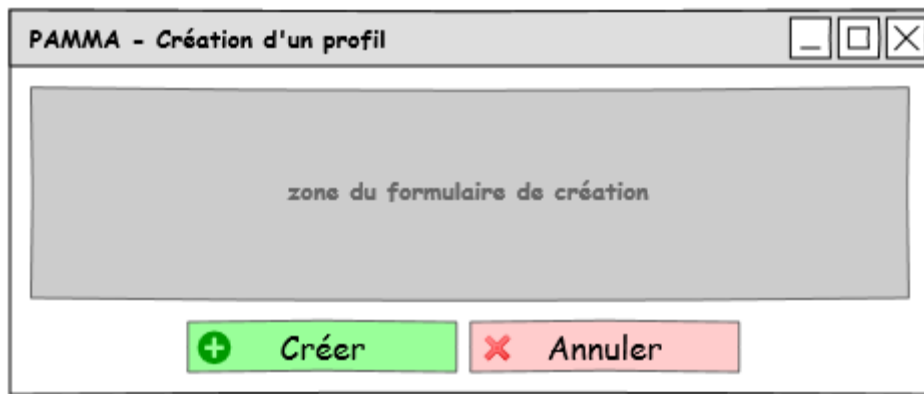 PAMMA - Création d'un profil
zone du formulaire de création
Créer
Annuler